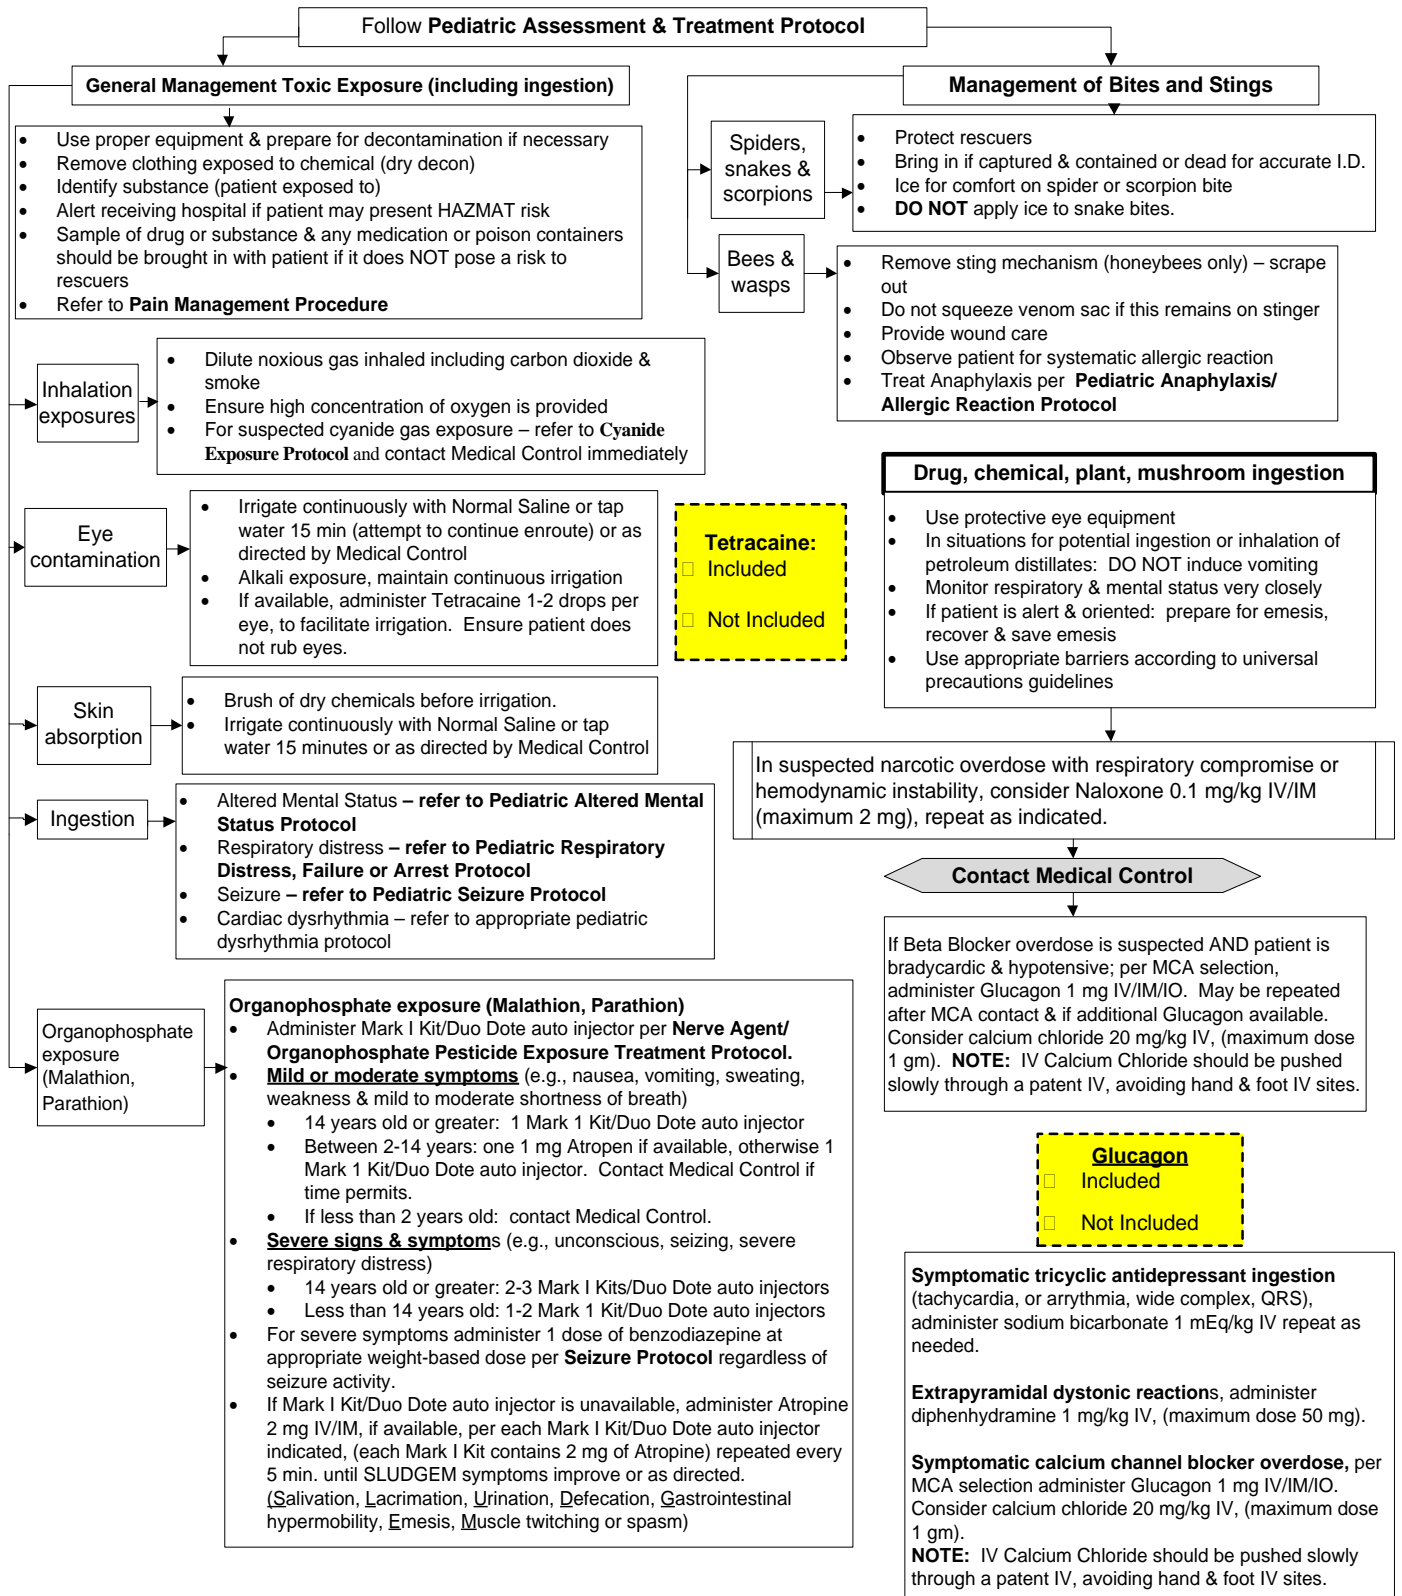 Follow Pediatric Assessment & Treatment Protocol
General Management Toxic Exposure (including ingestion)
• Use proper equipment & prepare for decontamination if necessary
• Remove clothing exposed to chemical (dry decon)
• Identify substance (patient exposed to)
• Alert receiving hospital if patient may present HAZMAT risk
• Sample of drug or substance & any medication or poison containers
should be brought in with patient if it does NOT pose a risk to
rescuers
• Refer to Pain Management Procedure
Inhalation
exposures
• Dilute noxious gas inhaled including carbon dioxide &
smoke
• Ensure high concentration of oxygen is provided
• For suspected cyanide gas exposure – refer to Cyanide
Exposure Protocol and contact Medical Control immediately
Eye
contamination
• Irrigate continuously with Normal Saline or tap
water 15 min (attempt to continue enroute) or as
directed by Medical Control
• Alkali exposure, maintain continuous irrigation
• If available, administer Tetracaine 1-2 drops per
eye, to facilitate irrigation. Ensure patient does
not rub eyes.
Tetracaine:
□ Included
□ Not Included
Skin
absorption
• Brush of dry chemicals before irrigation.
• Irrigate continuously with Normal Saline or tap
water 15 minutes or as directed by Medical Control
Ingestion
• Altered Mental Status – refer to Pediatric Altered Mental
Status Protocol
• Respiratory distress – refer to Pediatric Respiratory
Distress, Failure or Arrest Protocol
• Seizure – refer to Pediatric Seizure Protocol
• Cardiac dysrhythmia – refer to appropriate pediatric
dysrhythmia protocol
Organophosphate
exposure
(Malathion,
Parathion)
Organophosphate exposure (Malathion, Parathion)
• Administer Mark I Kit/Duo Dote auto injector per Nerve Agent/
Organophosphate Pesticide Exposure Treatment Protocol.
• Mild or moderate symptoms (e.g., nausea, vomiting, sweating,
weakness & mild to moderate shortness of breath)
• 14 years old or greater: 1 Mark 1 Kit/Duo Dote auto injector
• Between 2-14 years: one 1 mg Atropen if available, otherwise 1
Mark 1 Kit/Duo Dote auto injector. Contact Medical Control if
time permits.
• If less than 2 years old: contact Medical Control.
• Severe signs & symptoms (e.g., unconscious, seizing, severe
respiratory distress)
• 14 years old or greater: 2-3 Mark I Kits/Duo Dote auto injectors
• Less than 14 years old: 1-2 Mark 1 Kits/Duo Dote auto injectors
• For severe symptoms administer 1 dose of benzodiazepine at
appropriate weight-based dose per Seizure Protocol regardless of
seizure activity.
• If Mark I Kit/Duo Dote auto injector is unavailable, administer Atropine
2 mg IV/IM, if available, per each Mark I Kit/Duo Dote auto injector
indicated, (each Mark I Kit contains 2 mg of Atropine) repeated every
5 min. until SLUDGEM symptoms improve or as directed.
(Salivation, Lacrimation, Urination, Defecation, Gastrointestinal
hypermobility, Emesis, Muscle twitching or spasm)
Management of Bites and Stings
Spiders,
snakes &
scorpions
• Protect rescuers
• Bring in if captured & contained or dead for accurate I.D.
• Ice for comfort on spider or scorpion bite
• DO NOT apply ice to snake bites.
Bees &
wasps
• Remove sting mechanism (honeybees only) – scrape
out
• Do not squeeze venom sac if this remains on stinger
• Provide wound care
• Observe patient for systematic allergic reaction
• Treat Anaphylaxis per Pediatric Anaphylaxis/
Allergic Reaction Protocol
Drug, chemical, plant, mushroom ingestion
• Use protective eye equipment
• In situations for potential ingestion or inhalation of
petroleum distillates: DO NOT induce vomiting
• Monitor respiratory & mental status very closely
• If patient is alert & oriented: prepare for emesis,
recover & save emesis
• Use appropriate barriers according to universal
precautions guidelines
In suspected narcotic overdose with respiratory compromise or
hemodynamic instability, consider Naloxone 0.1 mg/kg IV/IM
(maximum 2 mg), repeat as indicated.
Contact Medical Control
If Beta Blocker overdose is suspected AND patient is
bradycardic & hypotensive; per MCA selection,
administer Glucagon 1 mg IV/IM/IO. May be repeated
after MCA contact & if additional Glucagon available.
Consider calcium chloride 20 mg/kg IV, (maximum dose
1 gm). NOTE: IV Calcium Chloride should be pushed
slowly through a patent IV, avoiding hand & foot IV sites.
Glucagon
□ Included
□ Not Included
Symptomatic tricyclic antidepressant ingestion
(tachycardia, or arrythmia, wide complex, QRS),
administer sodium bicarbonate 1 mEq/kg IV repeat as
needed.
Extrapyramidal dystonic reactions, administer
diphenhydramine 1 mg/kg IV, (maximum dose 50 mg).
Symptomatic calcium channel blocker overdose, per
MCA selection administer Glucagon 1 mg IV/IM/IO.
Consider calcium chloride 20 mg/kg IV, (maximum dose
1 gm).
NOTE: IV Calcium Chloride should be pushed slowly
through a patent IV, avoiding hand & foot IV sites.